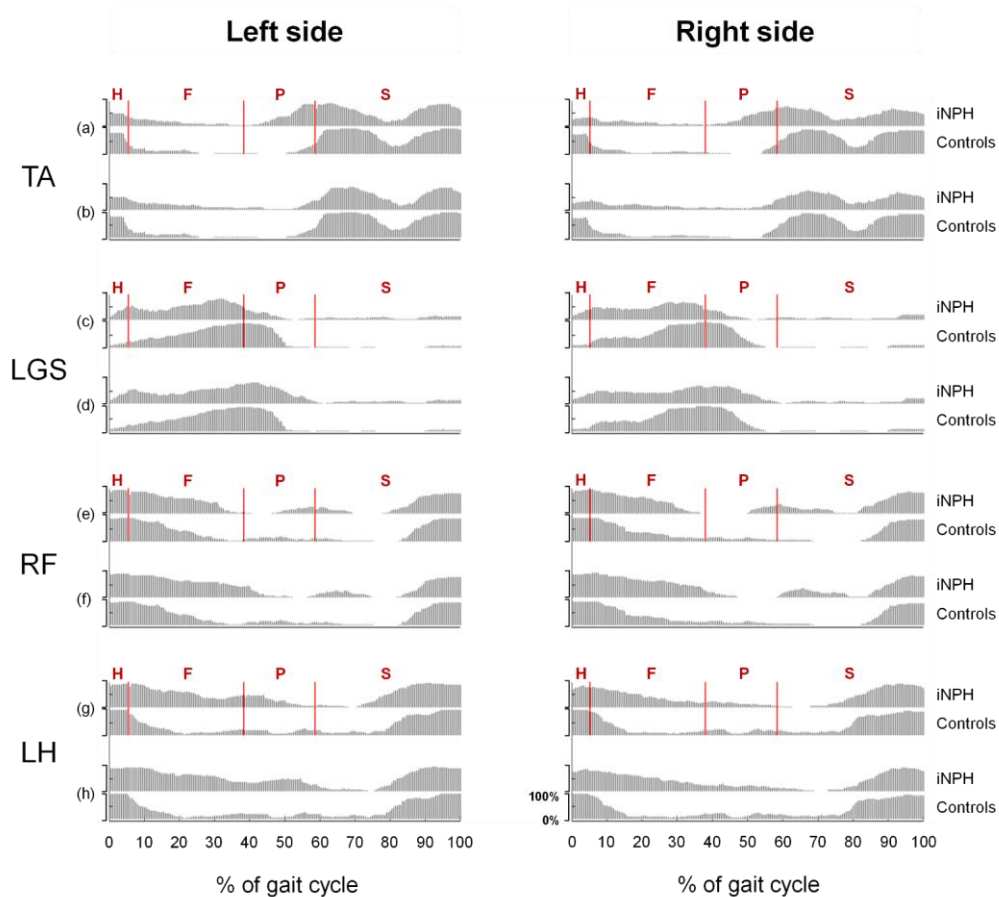 Left side Right side
H F P S H F P S
(a) iNPH
Controls
TA
(b) iNPH
Controls
H F P S H F P S
(c) iNPH
Controls
LGS
(d) iNPH
Controls
H F P S H F P S
(e) iNPH
Controls
RF
(f) iNPH
Controls
H F P S H F P S
(g) iNPH
Controls
LH
(h) iNPH
100% Controls
0%
0 10 20 30 40 50 60 70 80 90 100 0 10 20 30 40 50 60 70 80 90 100
% of gait cycle % of gait cycle